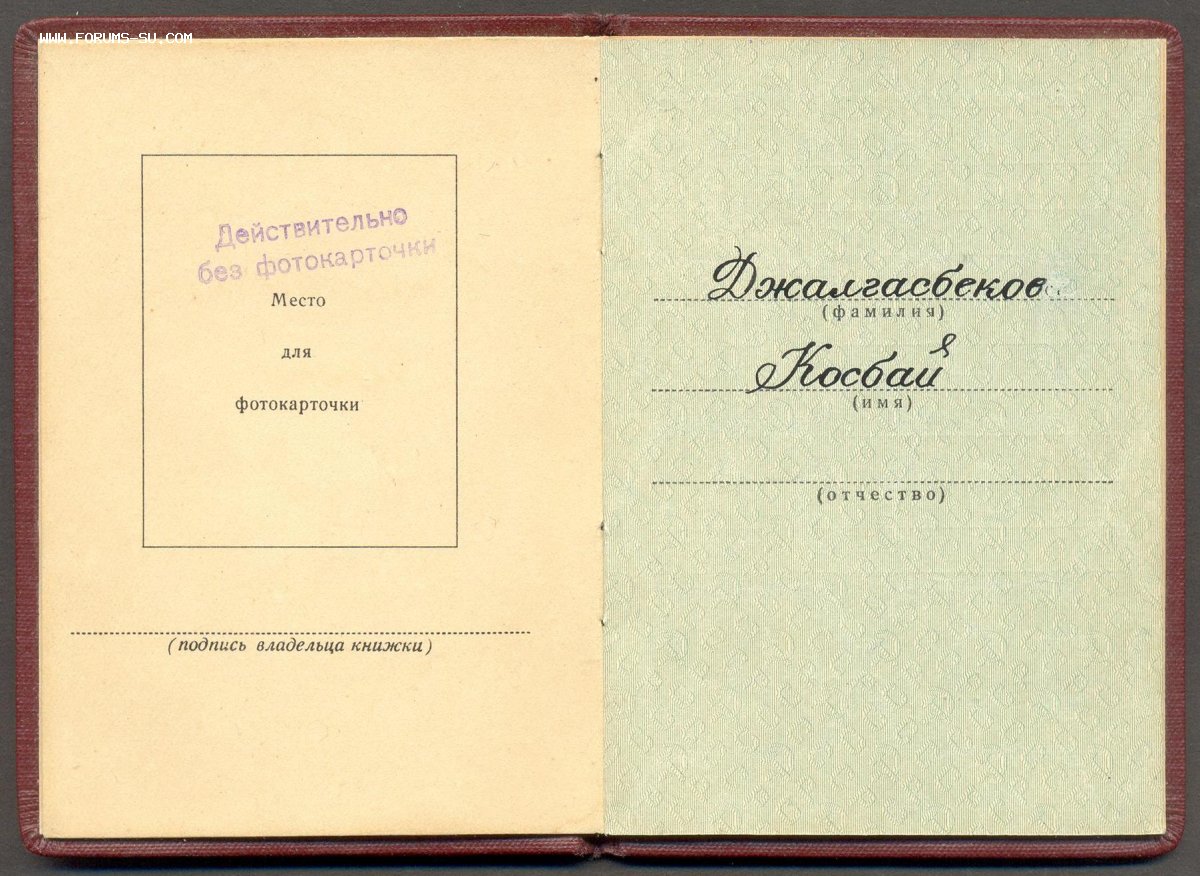 WWW.FORUMS-SU.COM
Действительно
без фотокарточки
Место
для
фотокарточки
(подпись владельца книжки)
Джалгасбеков
(фамилия)
Косбай
(имя)
(отчество)